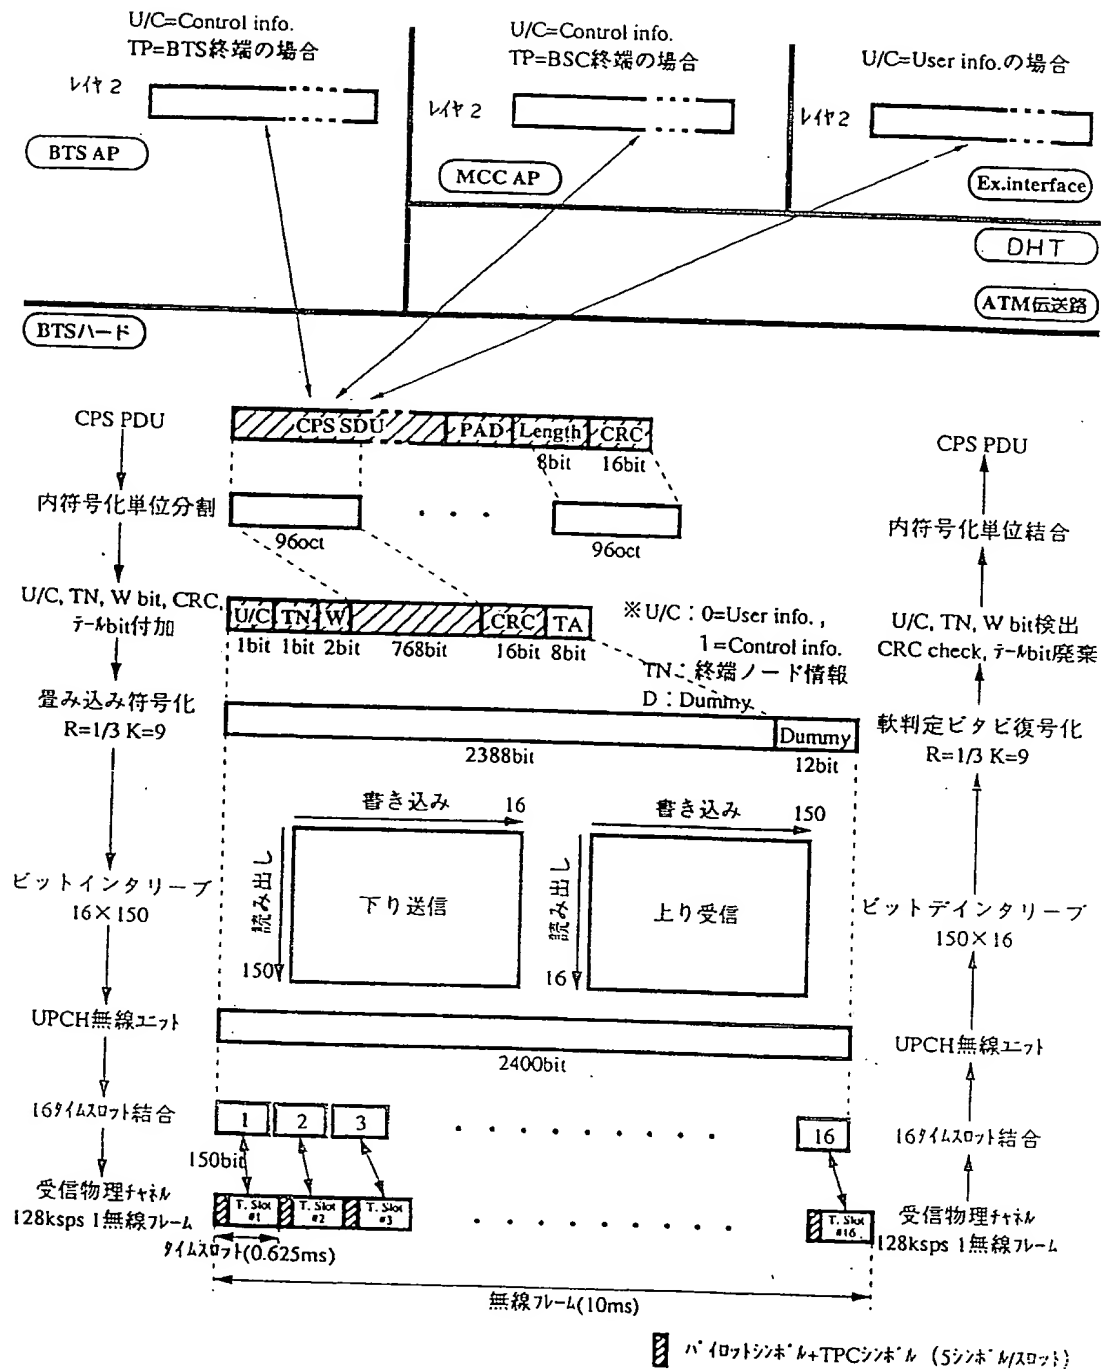 U/C=Control info.
TP=BTS終端の場合
レイヤ 2
BTS AP
U/C=Control info.
TP=BSC終端の場合
レイヤ 2
MCC AP
U/C=User info.の場合
レイヤ 2
Ex.interface
DHT
ATM伝送路
BTSハード
CPS PDU
CPS SDU PAD Length CRC
8bit 16bit
CPS PDU
内符号化単位分割
・ ・ ・
96oct 96oct
内符号化単位結合
U/C, TN, W bit, CRC,
テールbit付加
U/C TN W CRC TA
1bit 1bit 2bit 768bit 16bit 8bit
※U/C：0=User info.,
1=Control info.
TN：終端ノード情報
D：Dummy
U/C, TN, W bit検出
CRC check, テールbit廃棄
畳み込み符号化
R=1/3 K=9
Dummy
2388bit 12bit
軟判定ビタビ復号化
R=1/3 K=9
書き込み 16
読み出し
150
下り送信
書き込み 150
読み出し
16
上り受信
ビットインタリーブ
16×150
ビットデインタリーブ
150×16
UPCH無線ユニット
2400bit
UPCH無線ユニット
16タイムスロット結合
1 2 3 ・・・・・・・・・ 16
150bit
16タイムスロット結合
受信物理チャネル
128ksps 1無線フレーム
T. Slot #1
T. Slot #2
T. Slot #3
・・・・・・・・・
T. Slot #16
受信物理チャネル
128ksps 1無線フレーム
タイムスロット(0.625ms)
無線フレーム(10ms)
パイロットシンボル+TPCシンボル (5シンボル/スロット)